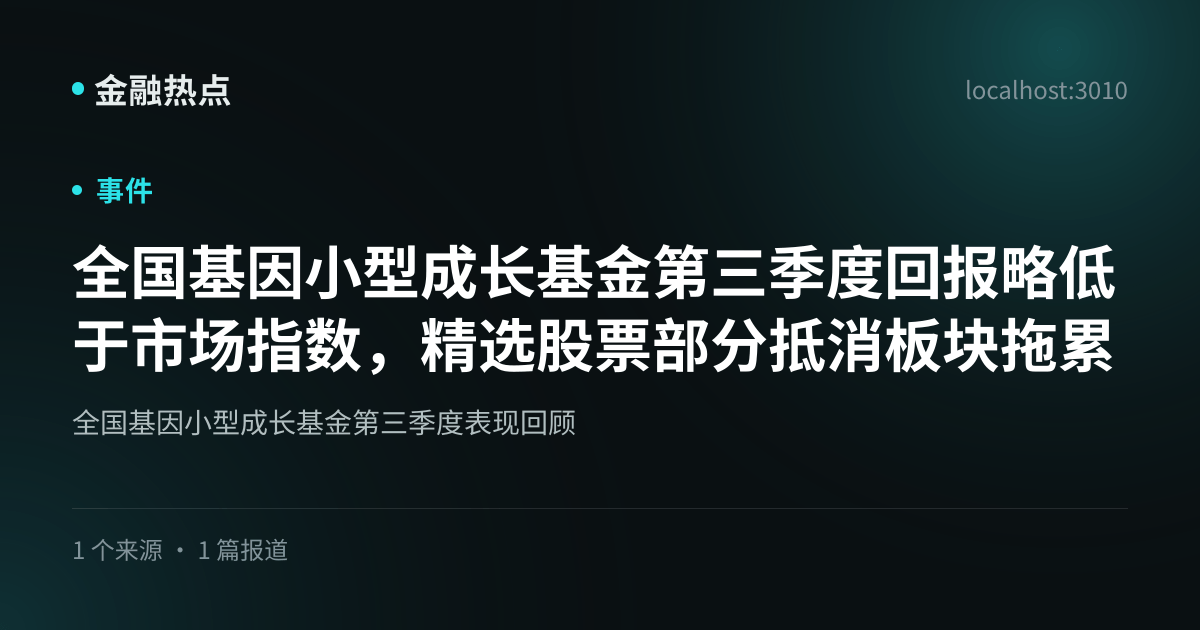 金融热点
localhost:3010
事件
全国基因小型成长基金第三季度回报略低
于市场指数，精选股票部分抵消板块拖累
全国基因小型成长基金第三季度表现回顾
1 个来源 · 1 篇报道